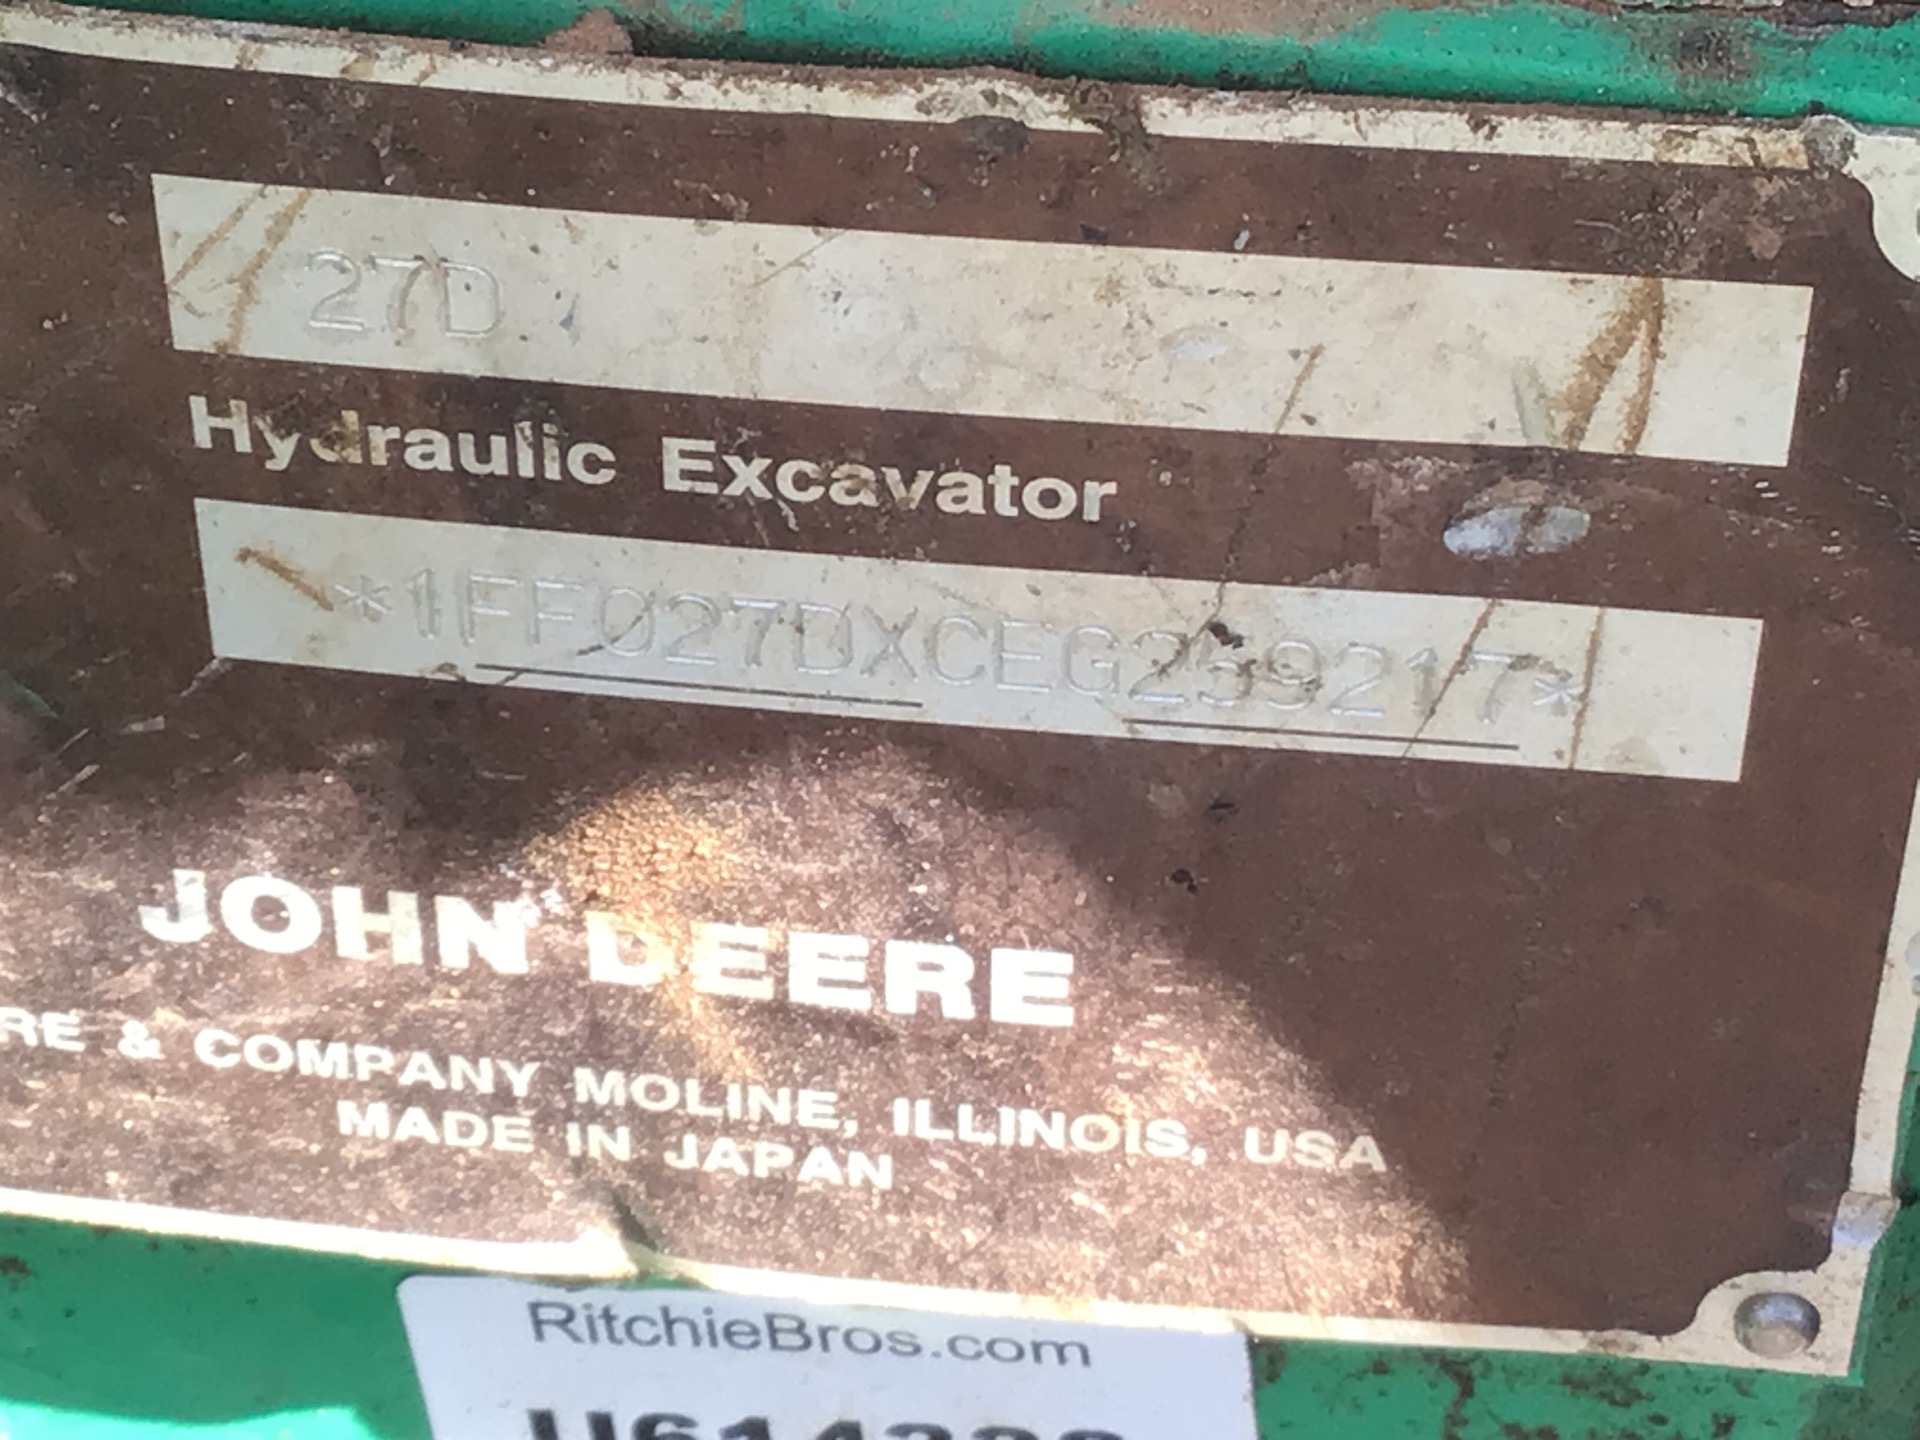 27D
Hydraulic Excavator
*1FF027DXCEG259217*
JOHN DEERE
RE & COMPANY MOLINE, ILLINOIS, USA
MADE IN JAPAN
RitchieBros.com